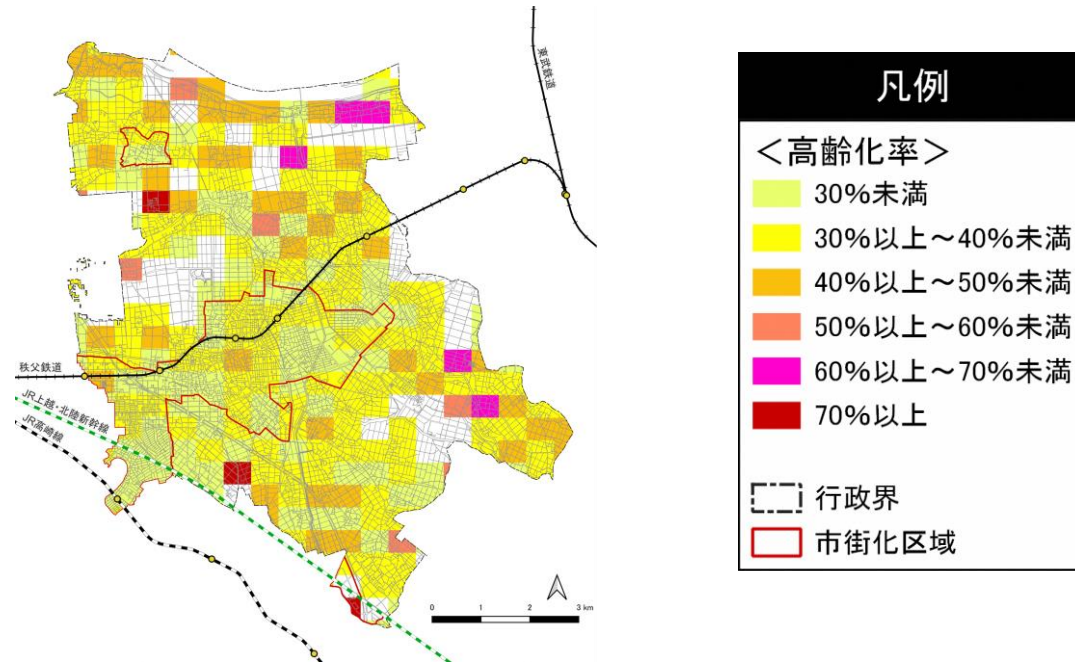 東武鉄道
秩父鉄道
JR上越・北陸新幹線
JR高崎線
0 1 2 3 km
凡例
＜高齢化率＞
30%未満
30%以上～40%未満
40%以上～50%未満
50%以上～60%未満
60%以上～70%未満
70%以上
行政界
市街化区域